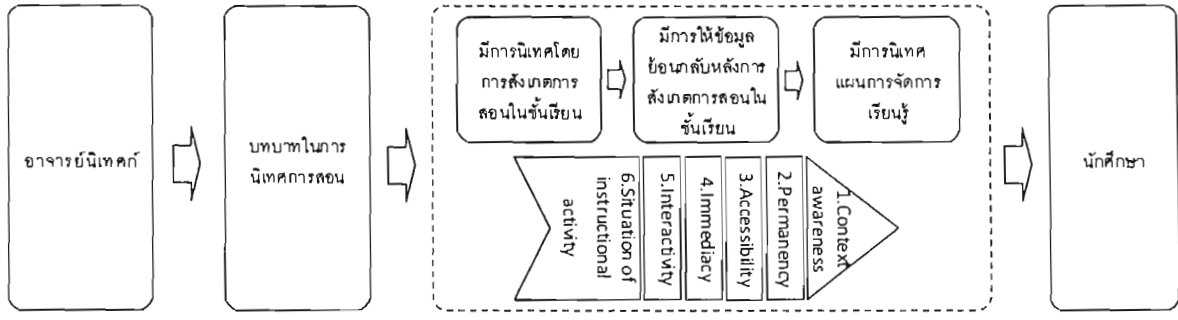 อาจารย์นิเทศก์
บทบาทในการ
นิเทศการสอน
มีการนิเทศโดย
การสังเกตการ
สอนในชั้นเรียน
มีการให้ข้อมูล
ย้อนกลับหลังการ
สังเกตการสอนใน
ชั้นเรียน
มีการนิเทศ
แผนการจัดการ
เรียนรู้
6.Situation of
instructional
activity
5.Interactivity
4.Immediacy
3.Accessibility
2.Permanency
1.Context
awareness
นักศึกษา